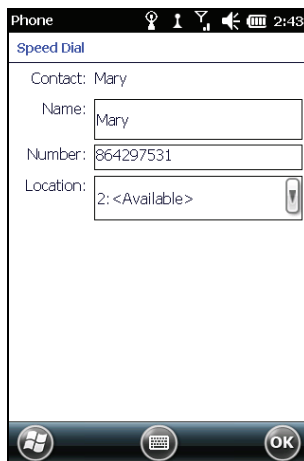 Phone 2:43
Speed Dial
Contact: Mary
Name: Mary
Number: 864297531
Location: 2: <Available>
OK